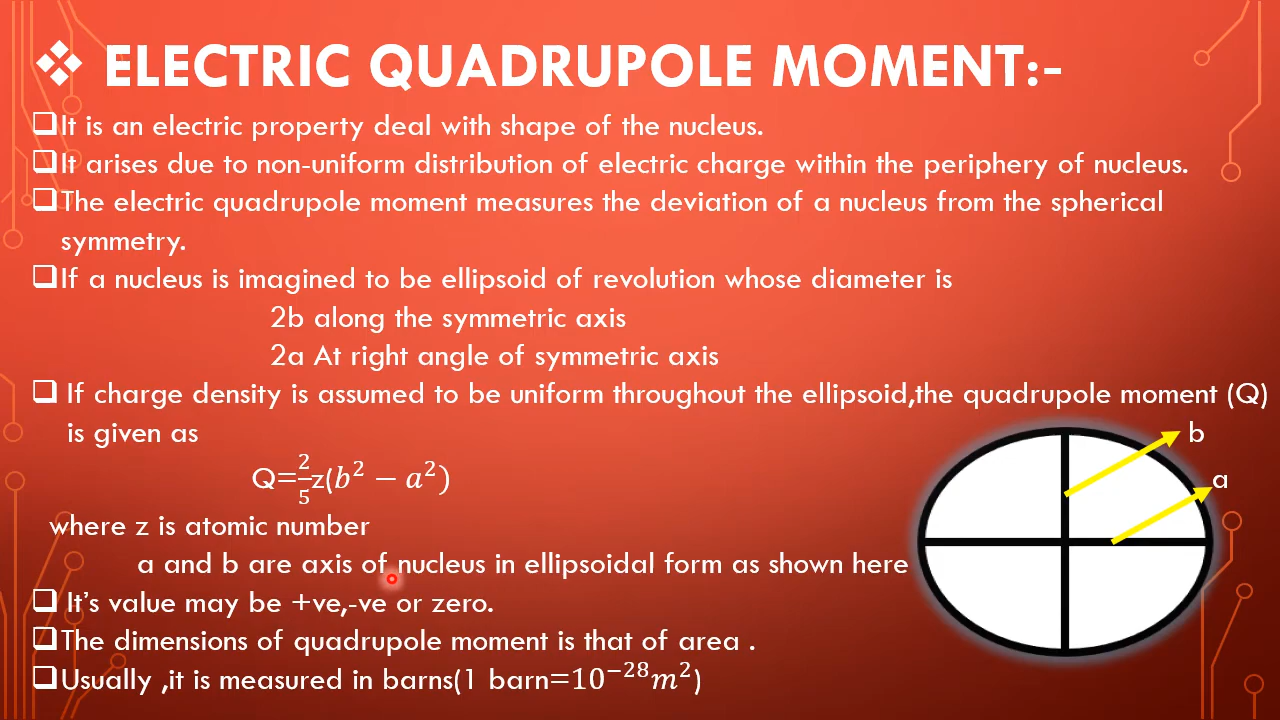 ❖ ELECTRIC QUADRUPOLE MOMENT:-
❑It is an electric property deal with shape of the nucleus.
❑It arises due to non-uniform distribution of electric charge within the periphery of nucleus.
❑The electric quadrupole moment measures the deviation of a nucleus from the spherical
symmetry.
❑If a nucleus is imagined to be ellipsoid of revolution whose diameter is
2b along the symmetric axis
2a At right angle of symmetric axis
❑ If charge density is assumed to be uniform throughout the ellipsoid,the quadrupole moment (Q)
is given as
b
Q=2/5z(b² − a²)
a
where z is atomic number
a and b are axis of nucleus in ellipsoidal form as shown here
❑ It's value may be +ve,-ve or zero.
❑The dimensions of quadrupole moment is that of area .
❑Usually ,it is measured in barns(1 barn=10⁻²⁸m²)